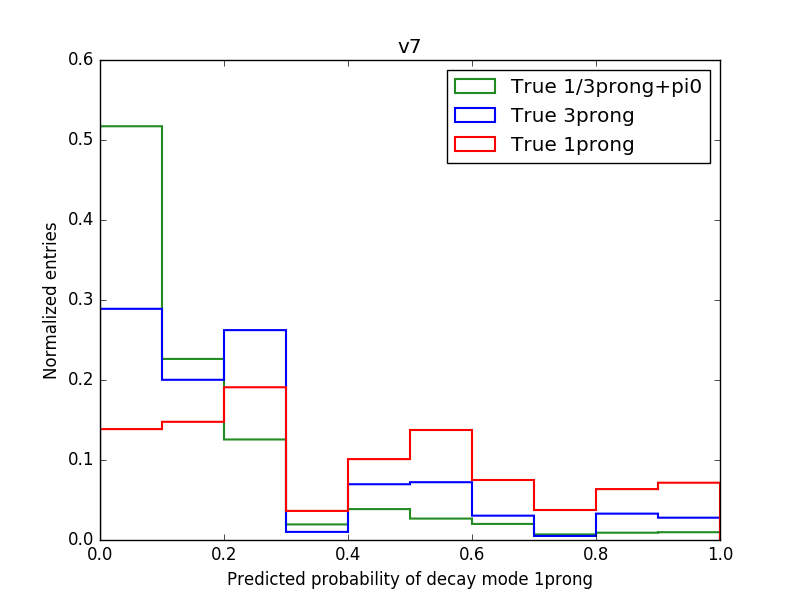 v7
0.6
0.5
0.4
0.3
0.2
0.1
0.0
Normalized entries
True 1/3prong+pi0
True 3prong
True 1prong
0.0 0.2 0.4 0.6 0.8 1.0
Predicted probability of decay mode 1prong